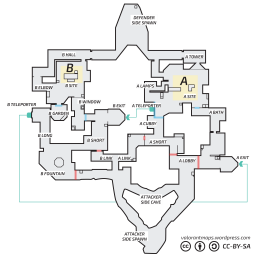 DEFENDER
SIDE SPAWN
B HALL
A TOWER
B
A
B ELBOW
B SITE
A LAMPS
A SITE
B TELEPORTER
B WINDOW
B EXIT
A TELEPORTER
B GARDEN
A BATH
A CUBBY
B LONG
B SHORT
A SHORT
B LINK
A LINK
A LOBBY
A EXIT
B FOUNTAIN
ATTACKER
SIDE CAVE
ATTACKER
SIDE SPAWN
valorantmaps.wordpress.com
CC-BY-SA